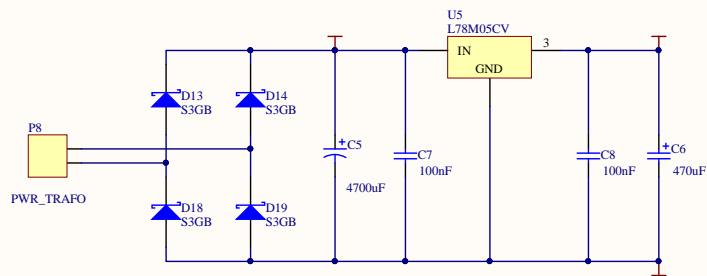 U5
L78M05CV
IN
3
GND
D13
S3GB
D14
S3GB
P8
C5
4700uF
C7
100nF
C8
100nF
C6
470uF
PWR_TRAFO
D18
S3GB
D19
S3GB